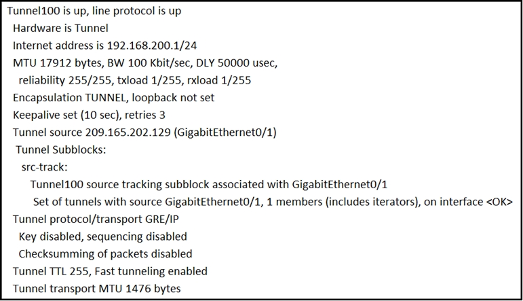 Tunnel100 is up, line protocol is up
Hardware is Tunnel
Internet address is 192.168.200.1/24
MTU 17912 bytes, BW 100 Kbit/sec, DLY 50000 usec,
reliability 255/255, txload 1/255, rxload 1/255
Encapsulation TUNNEL, loopback not set
Keepalive set (10 sec), retries 3
Tunnel source 209.165.202.129 (GigabitEthernet0/1)
Tunnel Subblocks:
src-track:
Tunnel100 source tracking subblock associated with GigabitEthernet0/1
Set of tunnels with source GigabitEthernet0/1, 1 members (includes iterators), on interface <OK>
Tunnel protocol/transport GRE/IP
Key disabled, sequencing disabled
Checksumming of packets disabled
Tunnel TTL 255, Fast tunneling enabled
Tunnel transport MTU 1476 bytes